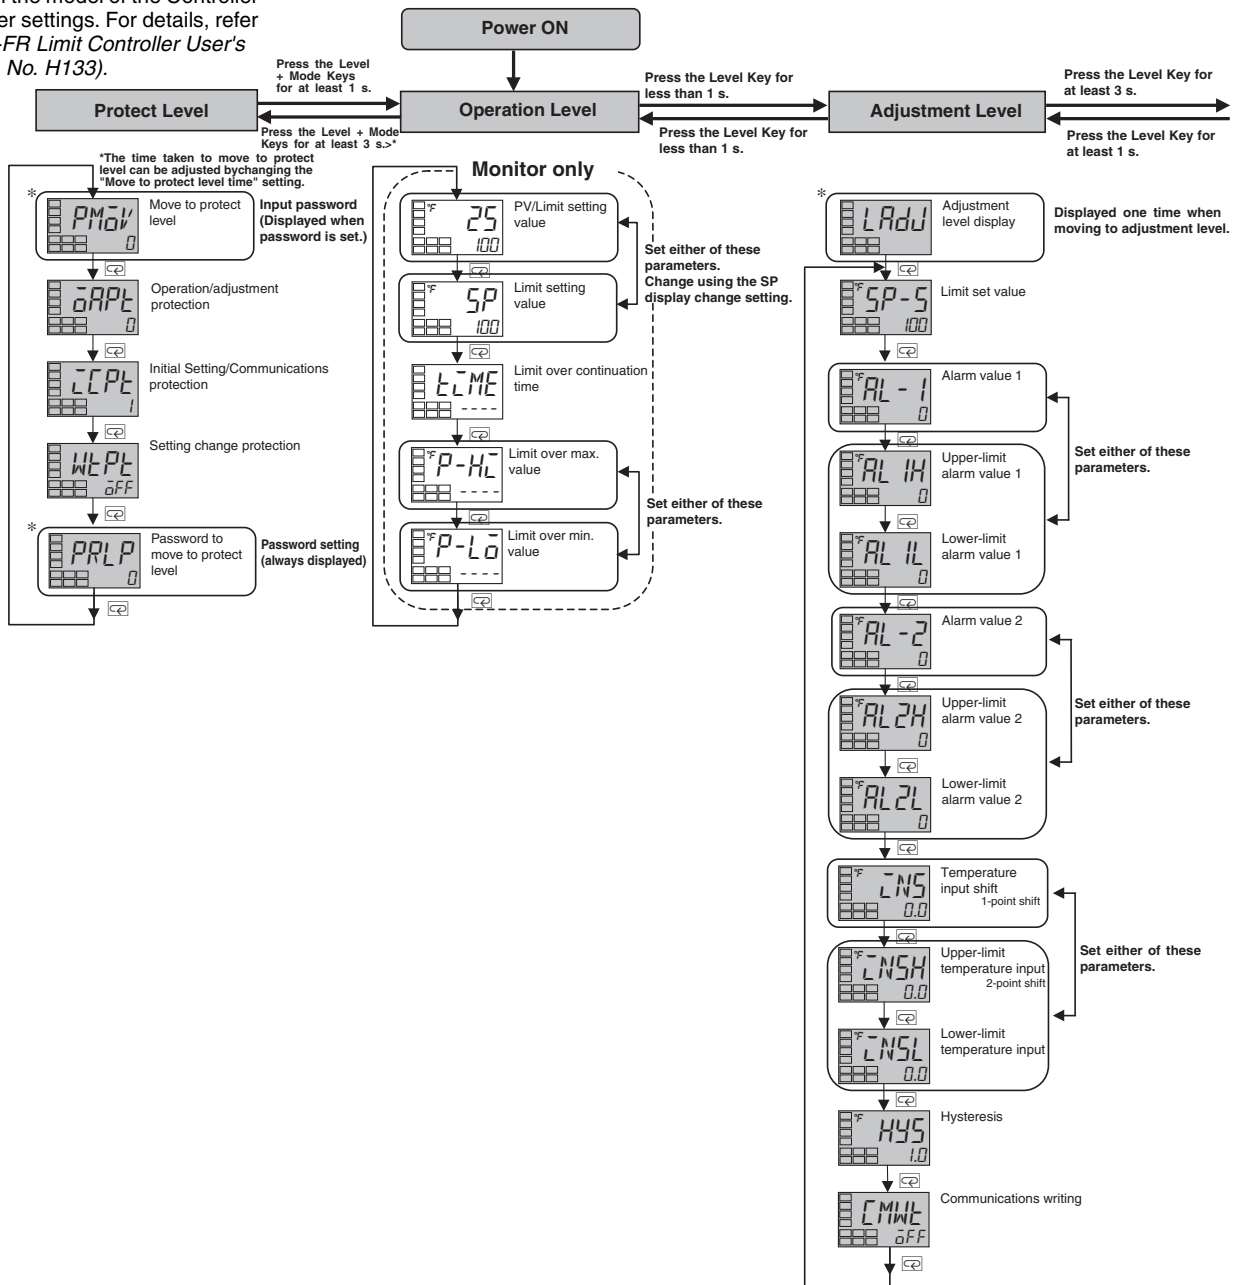 er settings. For details, refer
-FR Limit Controller User's
No. H133).
Power ON
Press the Level
+ Mode Keys
for at least 1 s.
Press the Level Key for
less than 1 s.
Press the Level Key for
at least 3 s.
Protect Level
Operation Level
Adjustment Level
Press the Level + Mode
Keys for at least 3 s.>*
Press the Level Key for
less than 1 s.
Press the Level Key for
at least 1 s.
*The time taken to move to protect
level can be adjusted bychanging the
"Move to protect level time" setting.
*
PMOV
0
Move to protect
level
Input password
(Displayed when
password is set.)
OAPT
0
Operation/adjustment
protection
ICPT
1
Initial Setting/Communications
protection
WTPT
OFF
Setting change protection
*
PRLP
0
Password to
move to protect
level
Password setting
(always displayed)
Monitor only
°F
25
100
PV/Limit setting
value
°F
SP
100
Limit setting
value
Set either of these
parameters.
Change using the SP
display change setting.
TIME
----
Limit over continuation
time
°F
P-HI
----
Limit over max.
value
°F
P-LO
----
Limit over min.
value
Set either of these
parameters.
*
LADJ
Adjustment
level display
Displayed one time when
moving to adjustment level.
°F
SP-S
100
Limit set value
°F
AL-1
0
Alarm value 1
°F
AL1H
0
Upper-limit
alarm value 1
°F
AL1L
0
Lower-limit
alarm value 1
Set either of these
parameters.
°F
AL-2
0
Alarm value 2
°F
AL2H
0
Upper-limit
alarm value 2
°F
AL2L
0
Lower-limit
alarm value 2
Set either of these
parameters.
°F
INS
0.0
Temperature
input shift
1-point shift
°F
INSH
0.0
Upper-limit
temperature input
2-point shift
°F
INSL
0.0
Lower-limit
temperature input
Set either of these
parameters.
°F
HYS
1.0
Hysteresis
CMWT
OFF
Communications writing